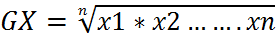 GX = ⁿ√x1 * x2 … … . xn